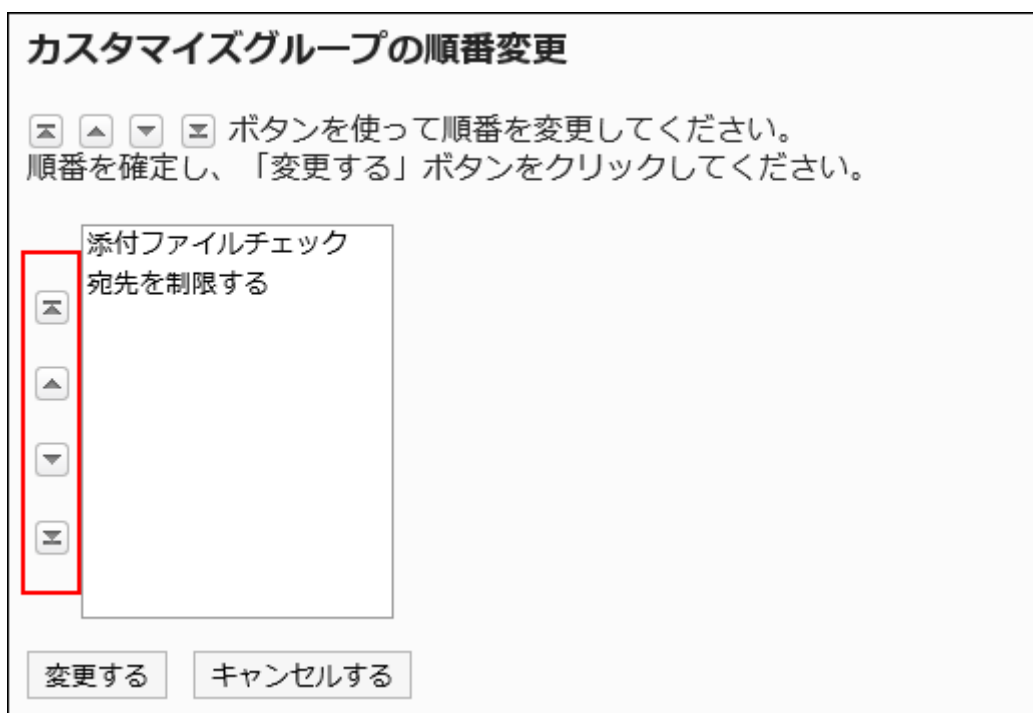 カスタマイズグループの順番変更
ボタンを使って順番を変更してください。
順番を確定し、「変更する」ボタンをクリックしてください。
添付ファイルチェック
宛先を制限する
変更する
キャンセルする